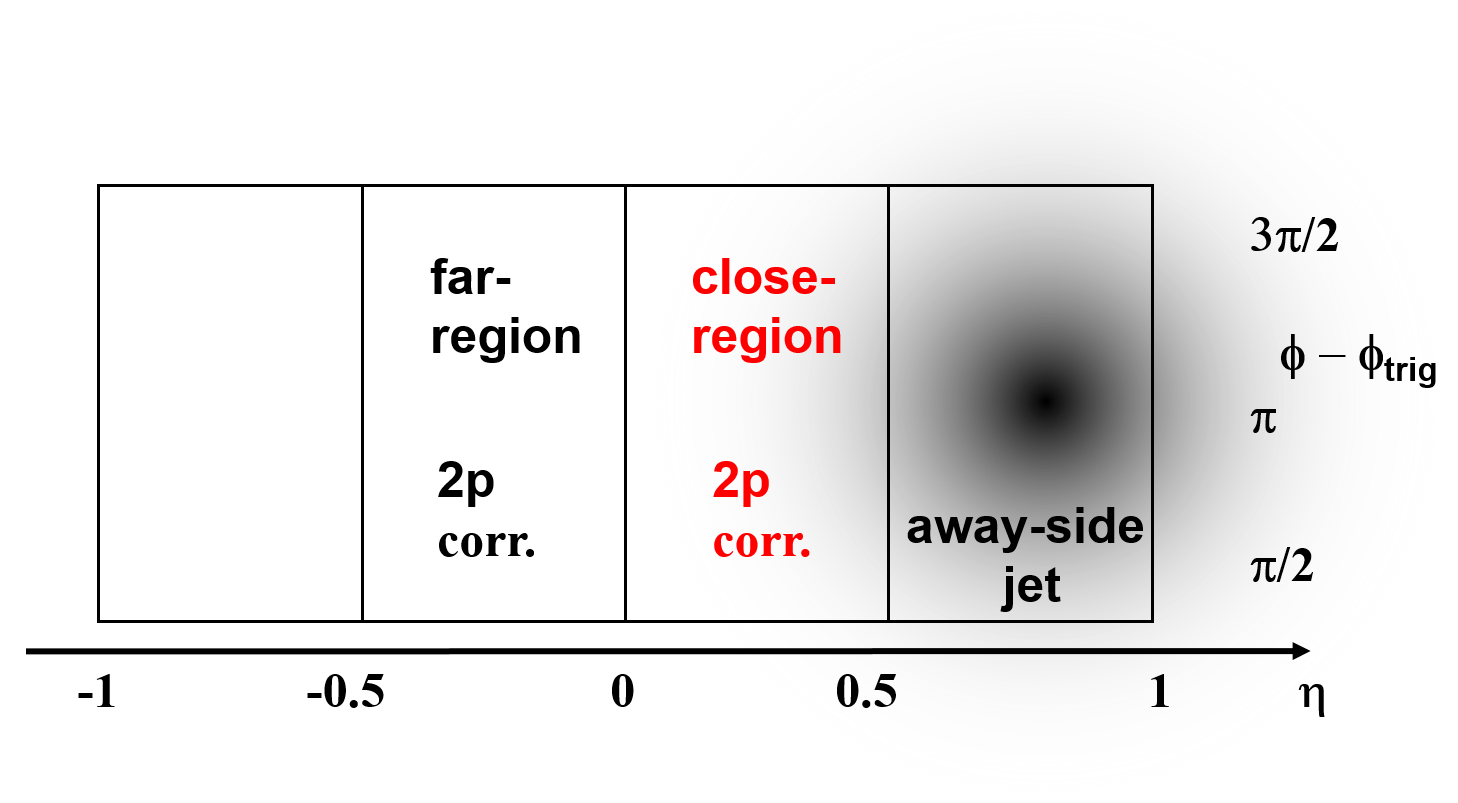 far-
region
close-
region
2p
corr.
2p
corr.
away-side
jet
3π/2
ϕ − ϕtrig
π
π/2
-1 -0.5 0 0.5 1 η